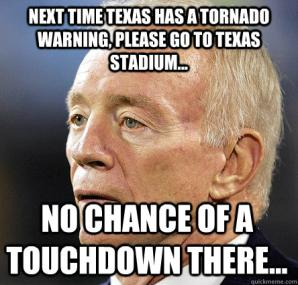 NEXT TIME TEXAS HAS A TORNADO
WARNING, PLEASE GO TO TEXAS
STADIUM...
NO CHANCE OF A
TOUCHDOWN THERE...
quickmeme.com